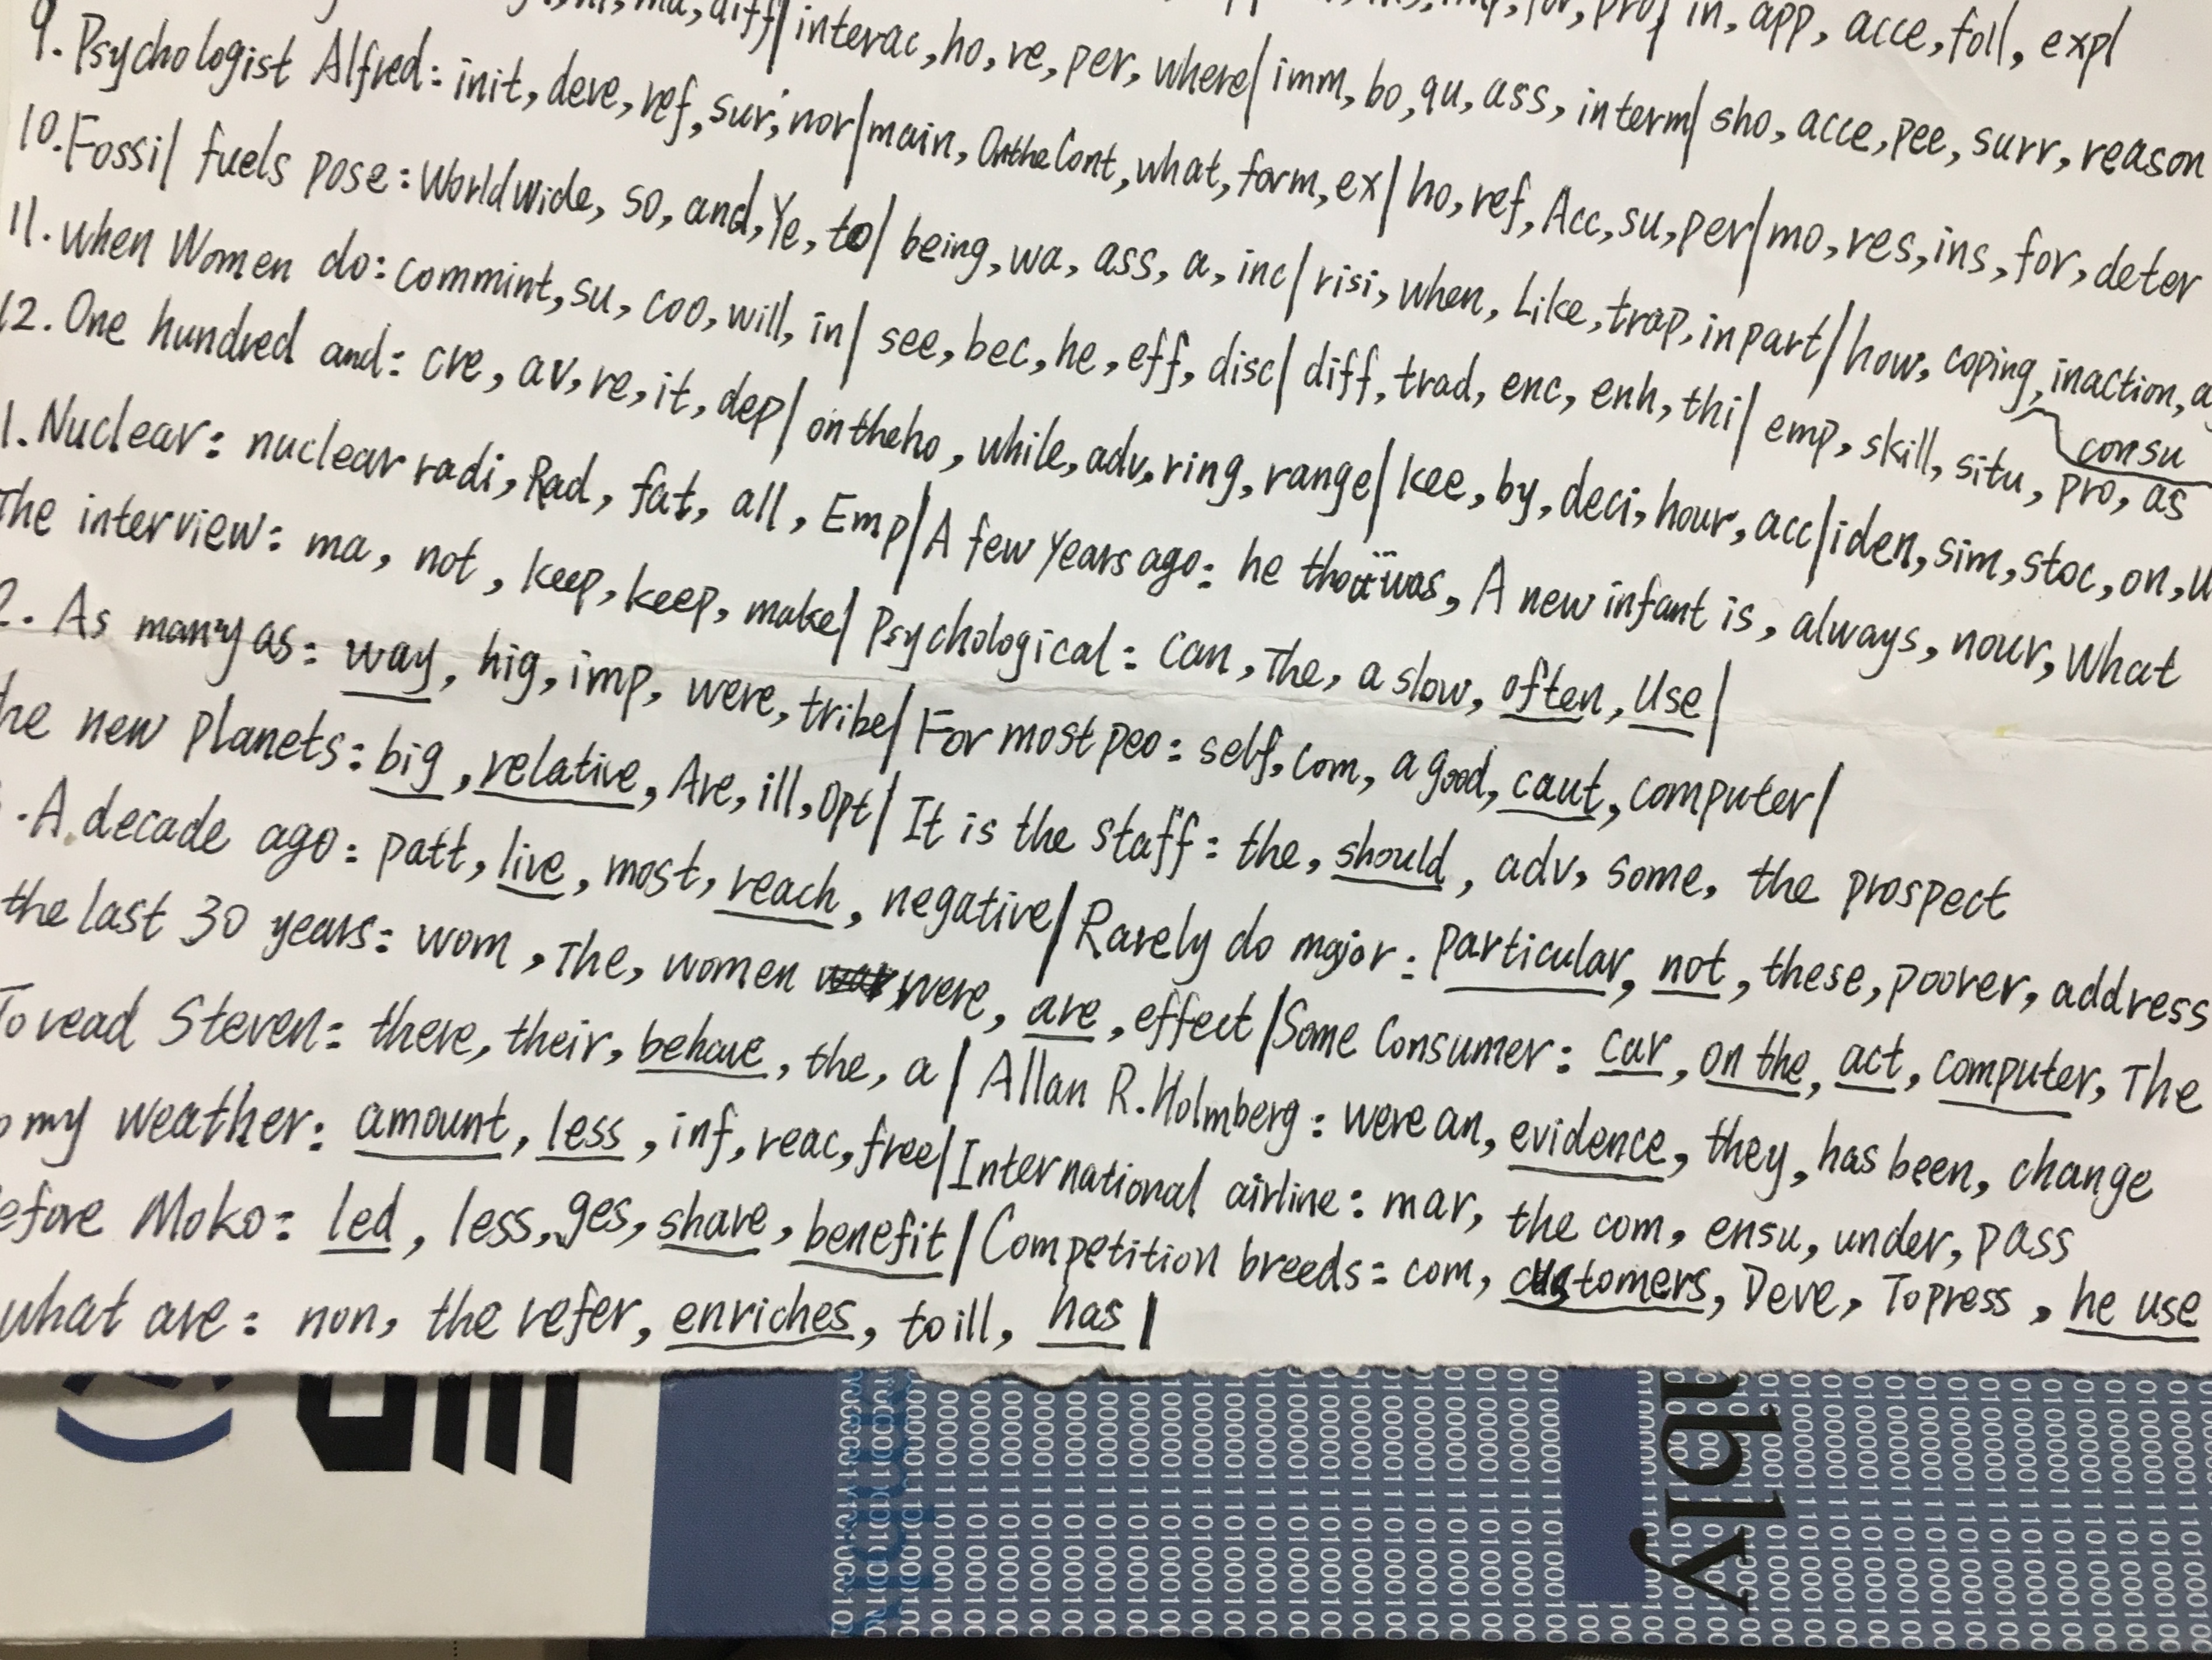 ma, diff| imp, for, pro| in, app, acce, foll, expl
interac, ho, re, per, where| imm, bo, qu, ass, interm| sho, acce, pee, surr, reason
9. Psychologist Alfred: init, deve, ref, sur, nor| main, OntheCont, what, form, ex| ho, ref, Acc, su, per| mo, res, ins, for, deter
10. Fossil fuels pose: Worldwide, so, and, Ye, to| being, wa, ass, a, inc| risi, when, Like, trap, inpart| how, coping, inaction,
consu
11. when Women do: commint, su, coo, will, in| see, bec, he, eff, disc| diff, trad, enc, enh, thi| emp, skill, situ, pro, as
12. One hundred and: cre, av, re, it, dep| ontheho, while, adv, ring, range| kee, by, deci, hour, acc| iden, sim, stoc, on,
1. Nuclear: nuclear radi, Rad, fat, all, Emp| A few Years ago: he was, A new infant is, always, nour, What
The interview: ma, not, keep, keep, make| Psychological: can, The, a slow, often, Use|
2. As many as: way, hig, imp, were, tribe| For most peo: self, com, a good, caut, computer|
he new planets: big, relative, Are, ill, Opt| It is the staff: the, should, adv, some, the prospect
. A decade ago: patt, live, most, reach, negative| Rarely do major: particular, not, these, poorer, address
the last 30 years: wom, The, women were, are, effect| Some Consumer: car, on the, act, computer, The
To read Steven: there, their, behave, the, a| Allan R. Holmberg: were an, evidence, they, has been, change
o my weather: amount, less, inf, reac, free| International airline: mar, the com, ensu, under, pass
efore Moko: led, less, ges, share, benefit| Competition breeds: com, customers, Deve, To press, he use
what are: non, the refer, enriches, to ill, has|
nbly